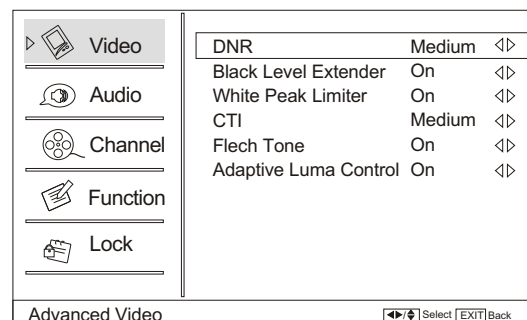 Video
Audio
Channel
Function
Lock
DNR Medium
Black Level Extender On
White Peak Limiter On
CTI Medium
Flech Tone On
Adaptive Luma Control On
Advanced Video
Select EXIT Back